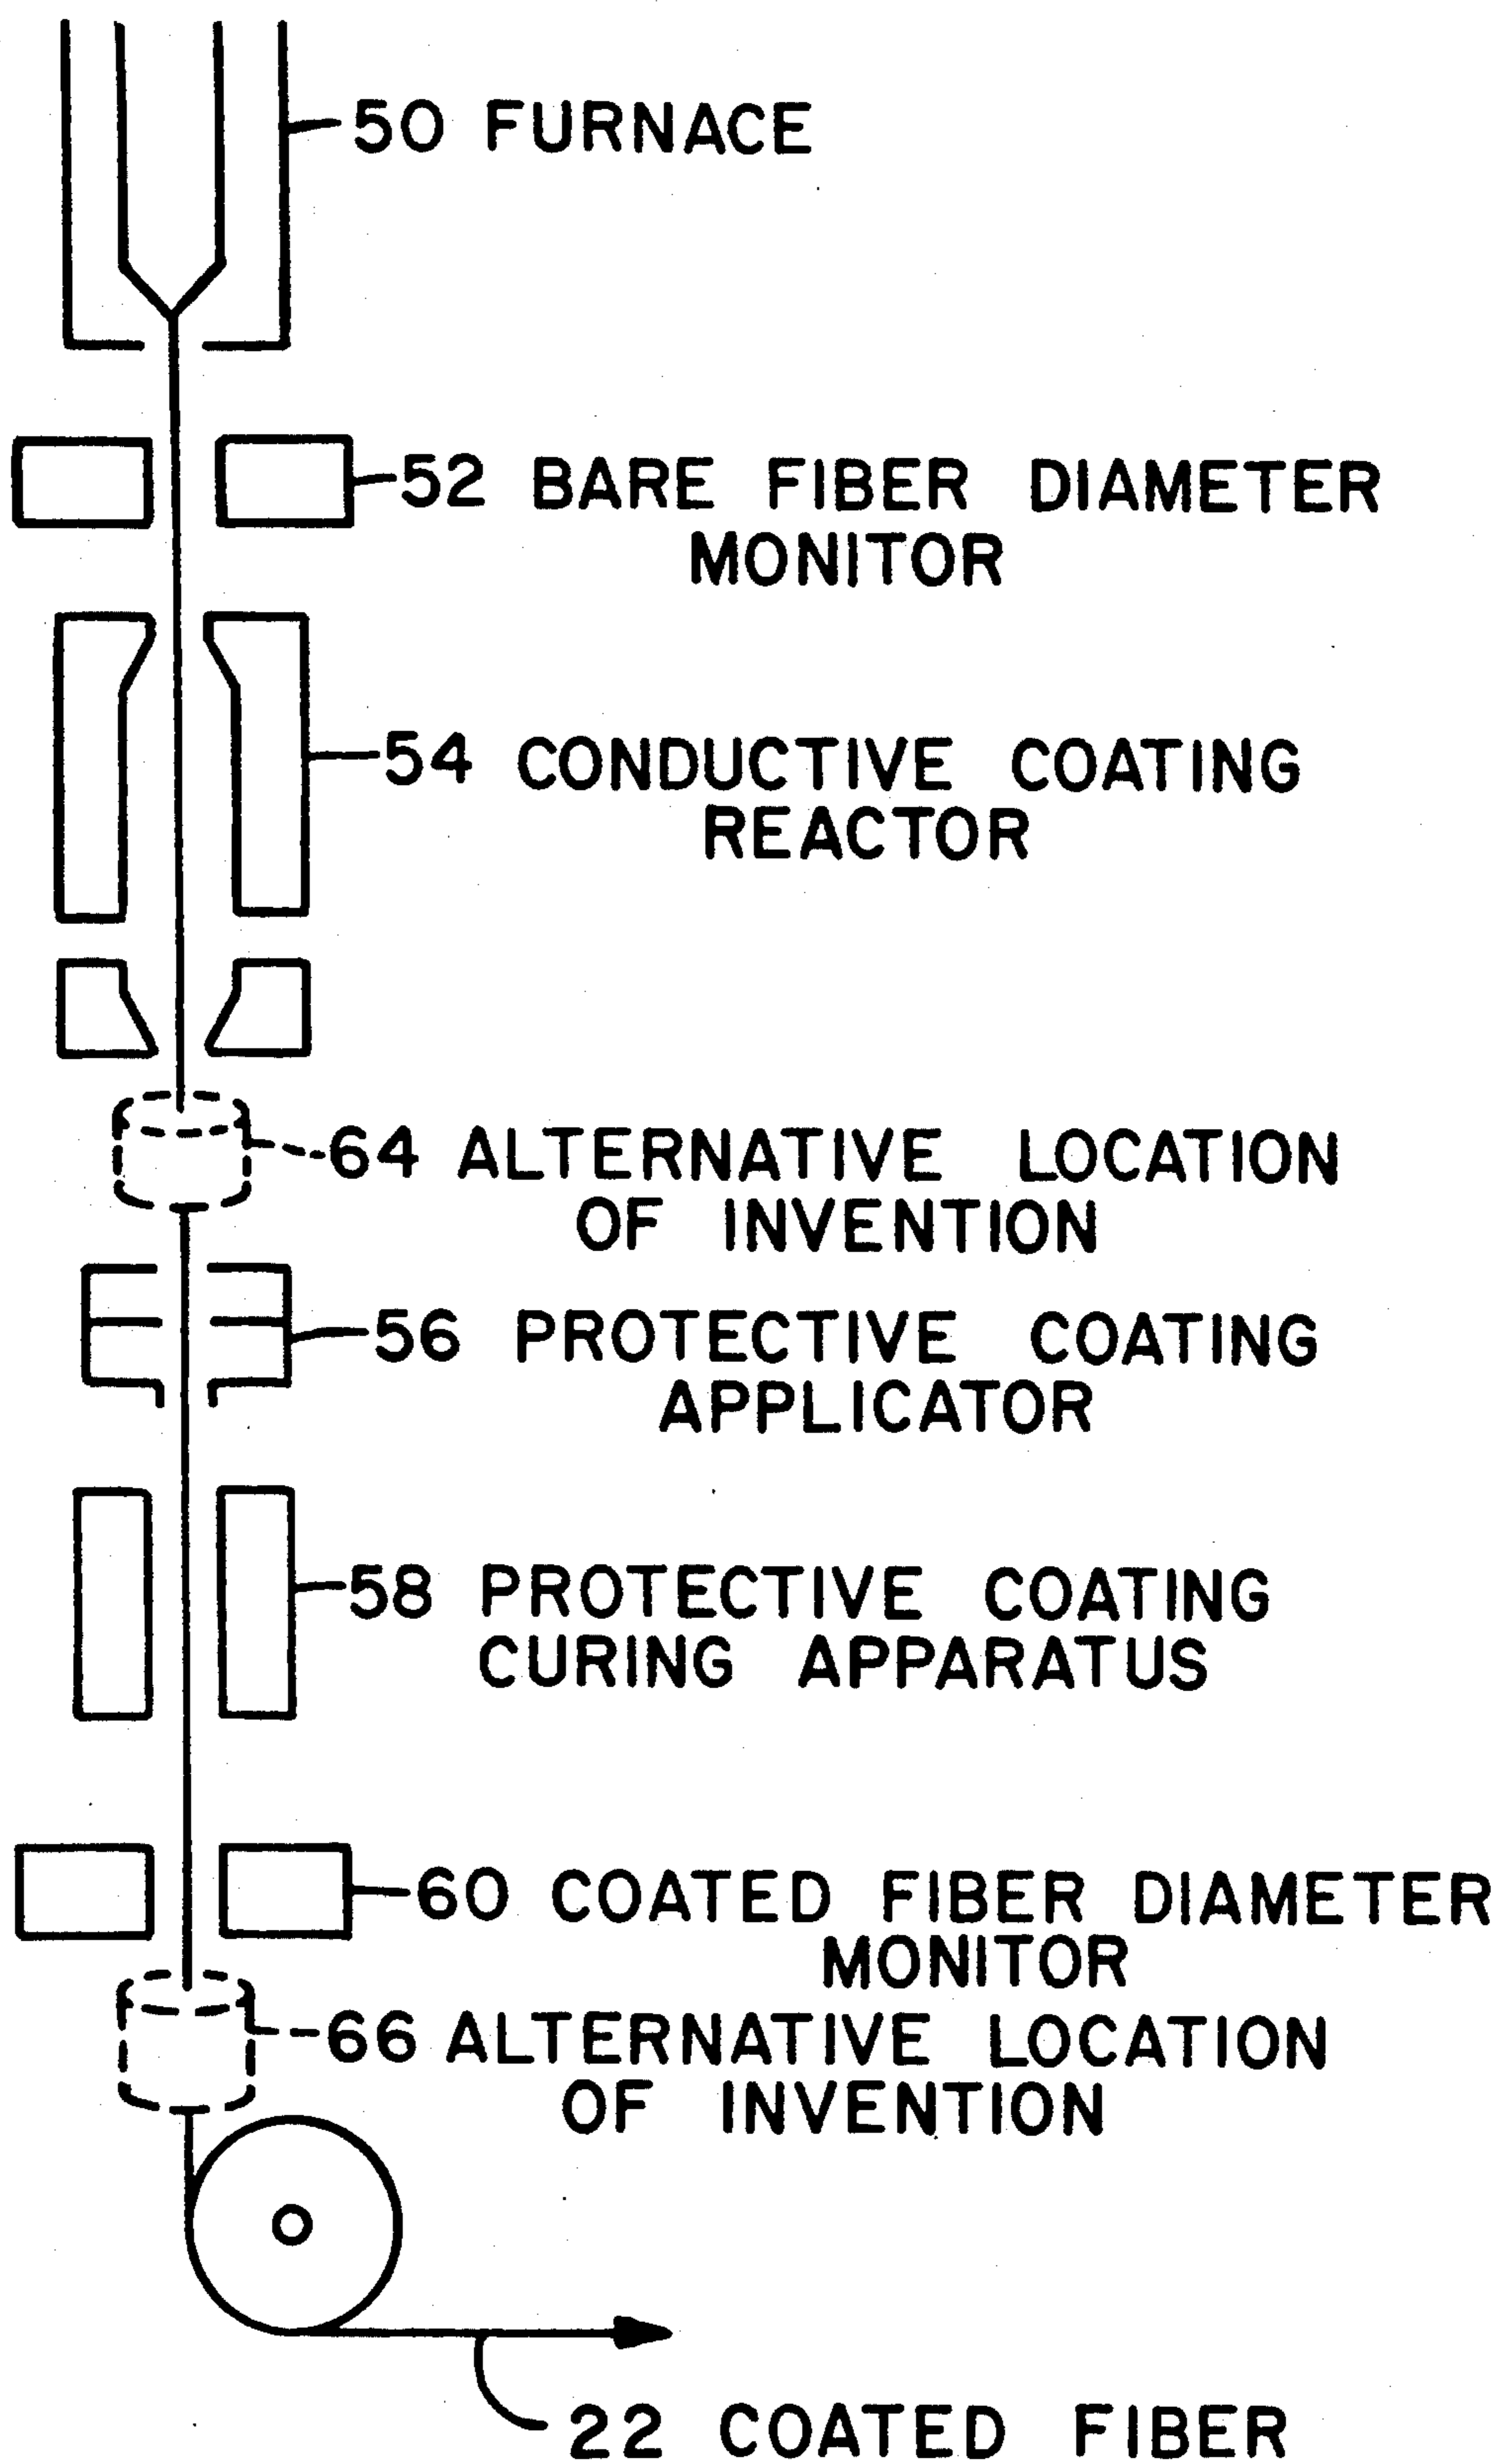 50 FURNACE
52 BARE FIBER DIAMETER
MONITOR
54 CONDUCTIVE COATING
REACTOR
64 ALTERNATIVE LOCATION
OF INVENTION
56 PROTECTIVE COATING
APPLICATOR
58 PROTECTIVE COATING
CURING APPARATUS
60 COATED FIBER DIAMETER
MONITOR
66 ALTERNATIVE LOCATION
OF INVENTION
22 COATED FIBER